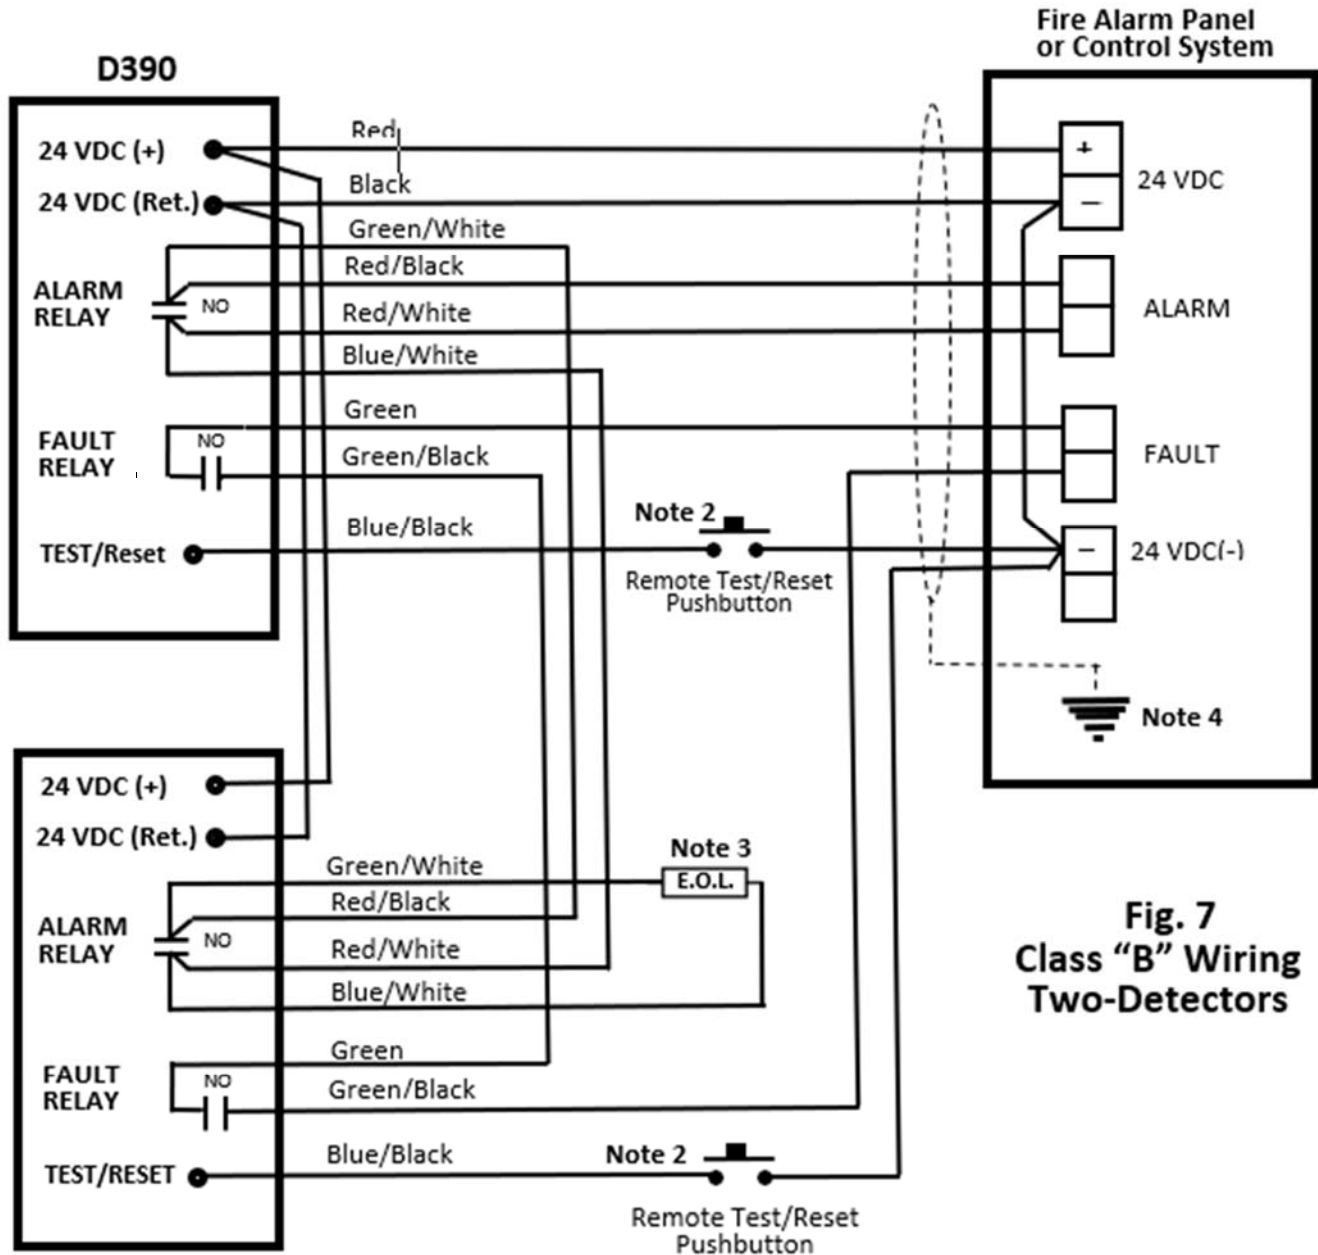 Fire Alarm Panel
or Control System
D390
24 VDC (+)
Red
+
24 VDC
24 VDC (Ret.)
Black
−
Green/White
ALARM
RELAY
NO
Red/Black
Red/White
Blue/White
ALARM
FAULT
RELAY
NO
Green
Green/Black
FAULT
TEST/Reset
Blue/Black
Note 2
Remote Test/Reset
Pushbutton
−
24 VDC(-)
Note 4
24 VDC (+)
24 VDC (Ret.)
Green/White
Note 3
E.O.L.
ALARM
RELAY
NO
Red/Black
Red/White
Blue/White
Fig. 7
Class “B” Wiring
Two-Detectors
FAULT
RELAY
NO
Green
Green/Black
TEST/RESET
Blue/Black
Note 2
Remote Test/Reset
Pushbutton